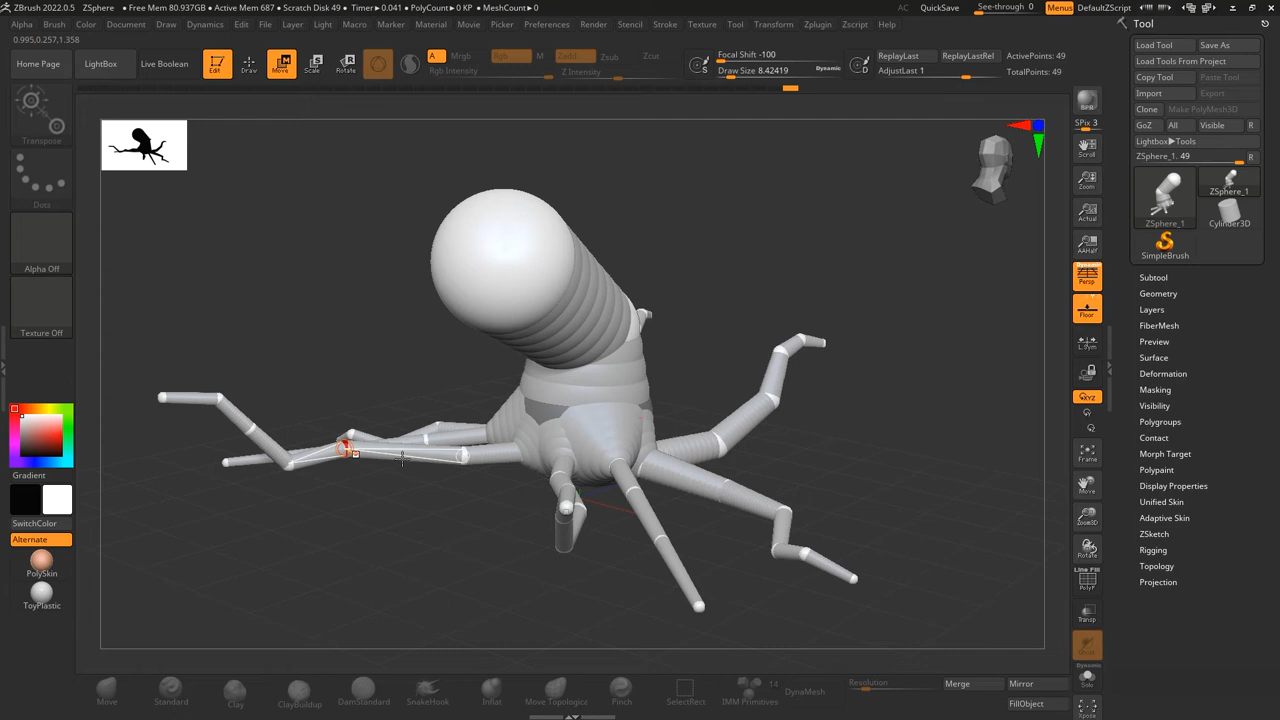 ZBrush 2022.0.5 ZSphere • Free Mem 80.937GB • Active Mem 687 • Scratch Disk 49 • Timer▶0.041 • PolyCount▶0 KP • MeshCount▶0
AC QuickSave See-through 0 Menus DefaultZScript
Alpha Brush Color Document Draw Dynamics Edit File Layer Light Macro Marker Material Movie Picker Preferences Render Stencil Stroke Texture Tool Transform Zplugin Zscript Help
0.995,0.257,1.358
Home Page LightBox Live Boolean Edit Draw Move Scale Rotate
A Mrgb Rgb M Zadd Zsub Zcut
Rgb Intensity Z Intensity
S Focal Shift -100
Draw Size 8.42419 Dynamic
D ReplayLast ReplayLastRel ActivePoints: 49
AdjustLast 1 TotalPoints: 49
Transpose
Dots
Alpha Off
Texture Off
Gradient
SwitchColor
Alternate
PolySkin
ToyPlastic
BPR
SPix 3
Scroll
Zoom
Actual
AAHalf
Dynamic
Persp
Floor
L.Sym
XYZ
Frame
Move
Zoom3D
Rotate
Line Fill
PolyF
Transp
Ghost
Dynamic
Solo
Xpose
Tool
Load Tool Save As
Load Tools From Project
Copy Tool Paste Tool
Import Export
Clone Make PolyMesh3D
GoZ All Visible R
Lightbox▶Tools
ZSphere_1. 49 R
ZSphere_1
ZSphere_1 Cylinder3D
SimpleBrush
Subtool
Geometry
Layers
FiberMesh
Preview
Surface
Deformation
Masking
Visibility
Polygroups
Contact
Morph Target
Polypaint
Display Properties
Unified Skin
Adaptive Skin
ZSketch
Rigging
Topology
Projection
Move Standard Clay ClayBuildup DamStandard SnakeHook Inflat Move Topologic Pinch SelectRect 14 IMM Primitives DynaMesh
Resolution Merge Mirror
FillObject